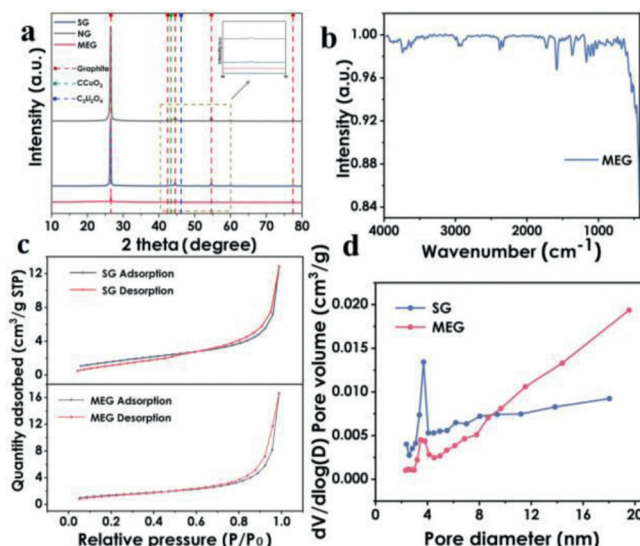 a
SG
NG
MEG
Graphite
CCuO3
C2Li2O4
Intensity (a.u.)
10 20 30 40 50 60 70 80
2 theta (degree)
b
1.00
0.96
0.92
0.88
0.84
Intensity (a.u.)
MEG
4000 3000 2000 1000
Wavenumber (cm-1)
c
12
8
4
0
SG Adsorption
SG Desorption
16
8
0
MEG Adsorption
MEG Desorption
Quantity adsorbed (cm3/g STP)
0.0 0.2 0.4 0.6 0.8 1.0
Relative pressure (P/P0)
d
0.020
0.015
0.010
0.005
0.000
SG
MEG
dV/dlog(D) Pore volume (cm3/g)
4 8 12 16 20
Pore diameter (nm)